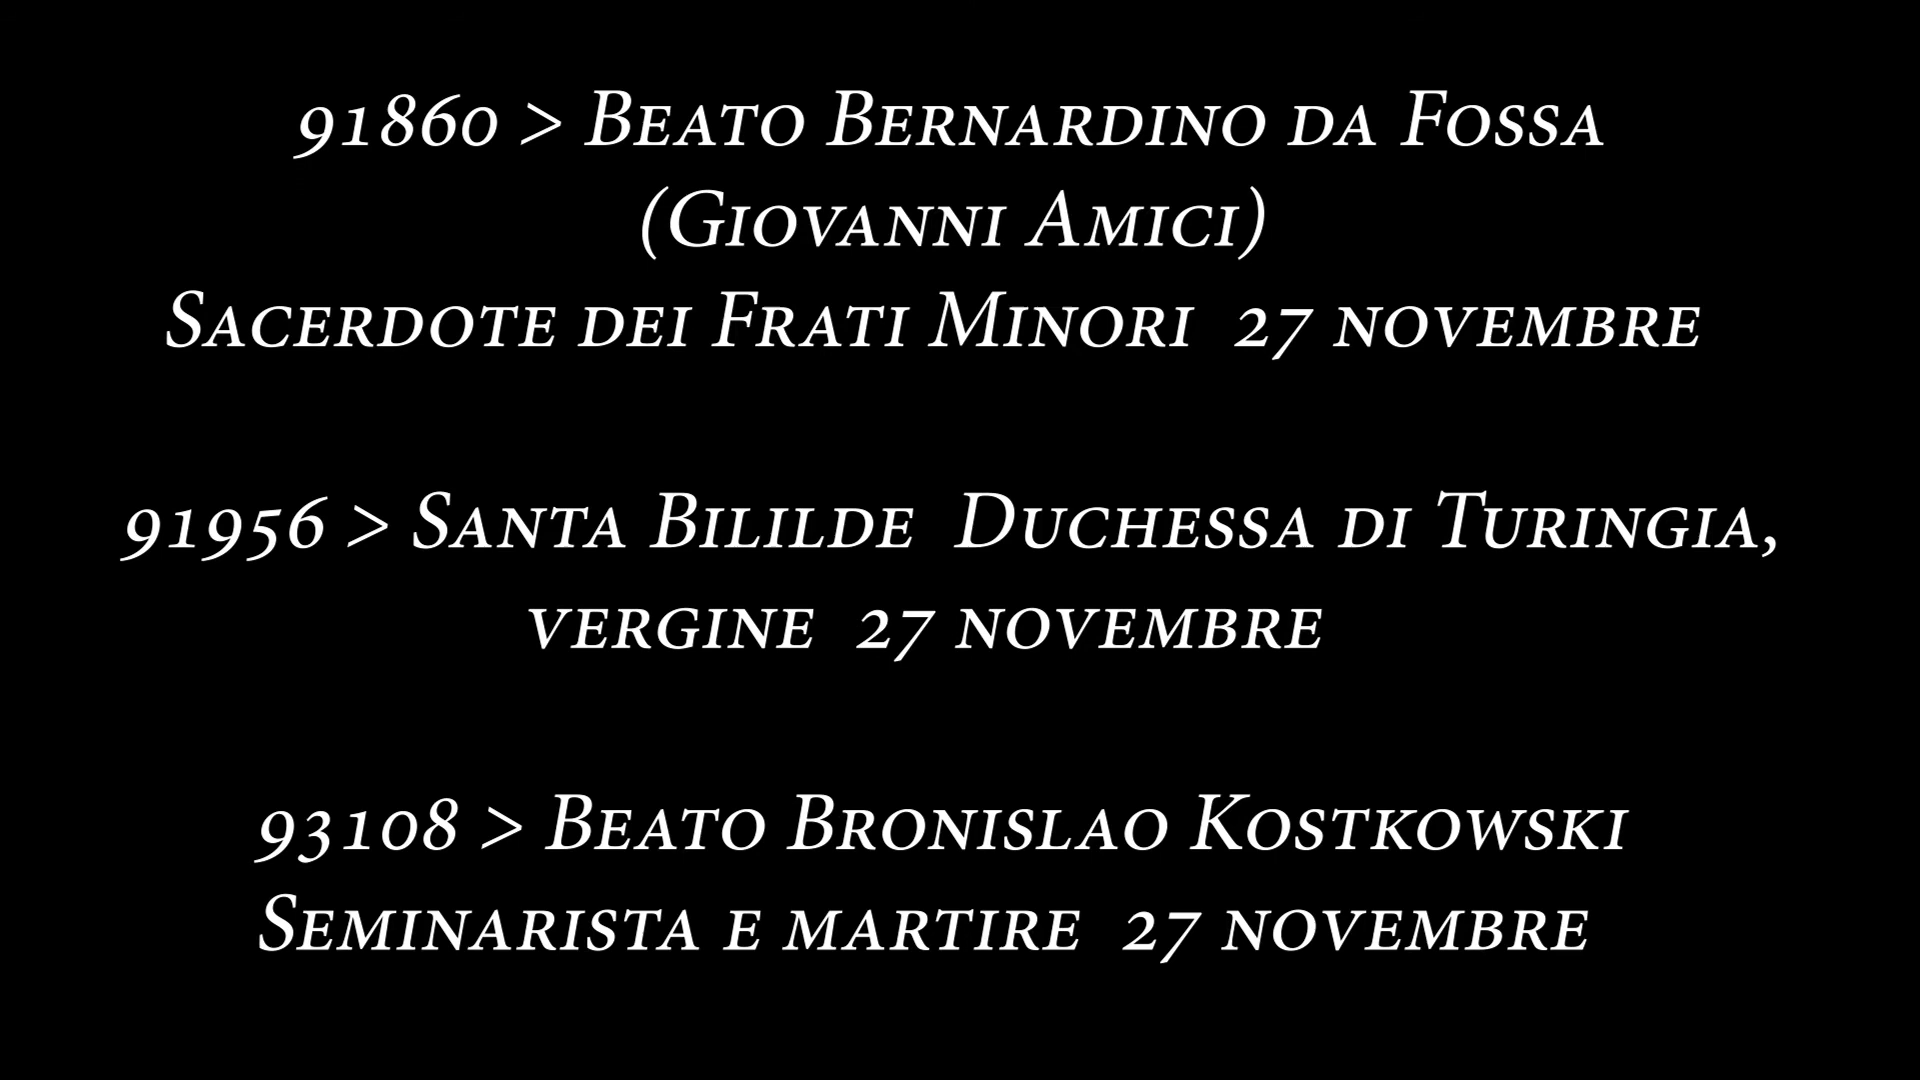 91860 > Beato Bernardino da Fossa
(Giovanni Amici)
Sacerdote dei Frati Minori 27 novembre
91956 > Santa Bililde Duchessa di Turingia,
vergine 27 novembre
93108 > Beato Bronislao Kostkowski
Seminarista e martire 27 novembre